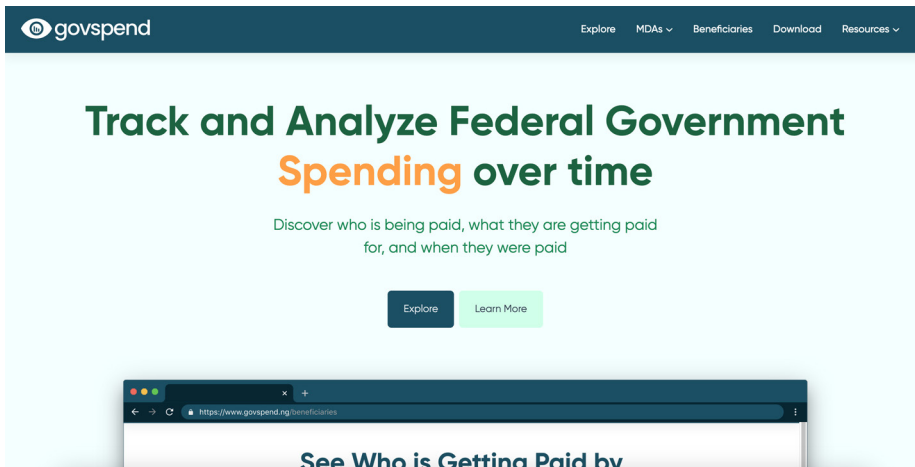 govspend
Explore MDAs Beneficiaries Download Resources
Track and Analyze Federal Government
Spending over time
Discover who is being paid, what they are getting paid
for, and when they were paid
Explore Learn More
https://www.govspend.ng/beneficiaries
See Who is Getting Paid by